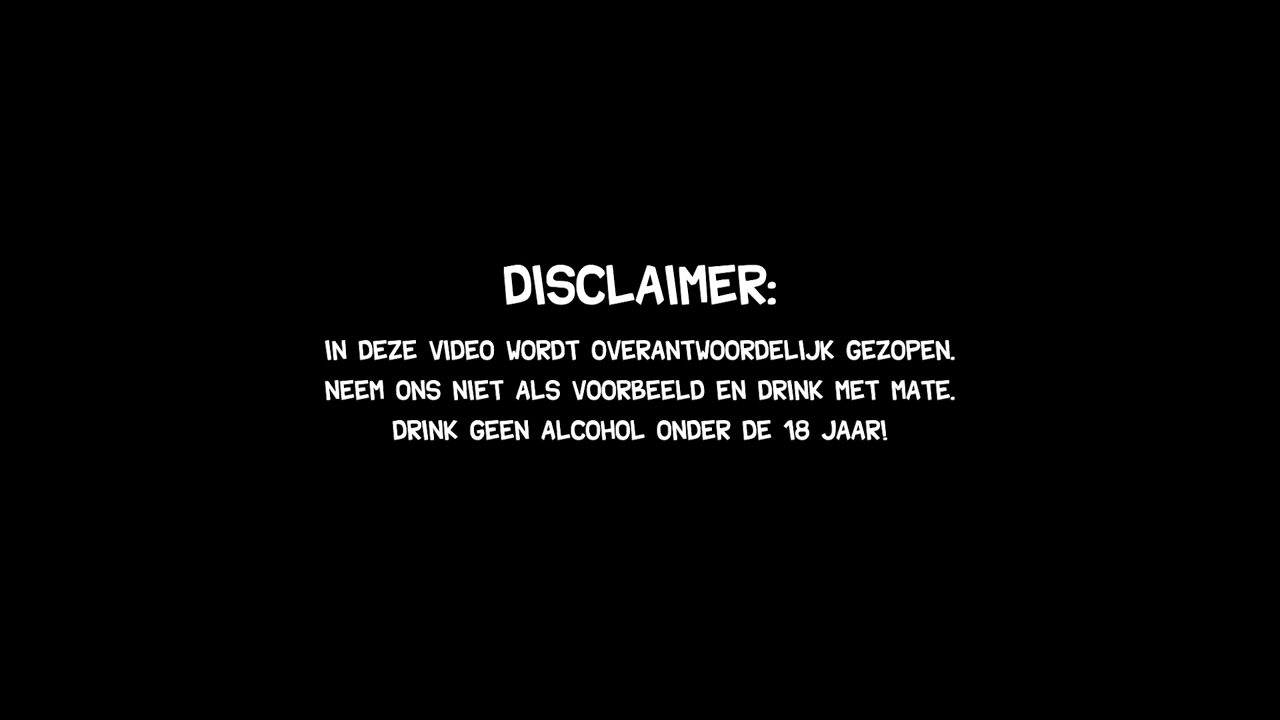 DISCLAIMER:
IN DEZE VIDEO WORDT OVERANTWOORDELIJK GEZOPEN.
NEEM ONS NIET ALS VOORBEELD EN DRINK MET MATE.
DRINK GEEN ALCOHOL ONDER DE 18 JAAR!